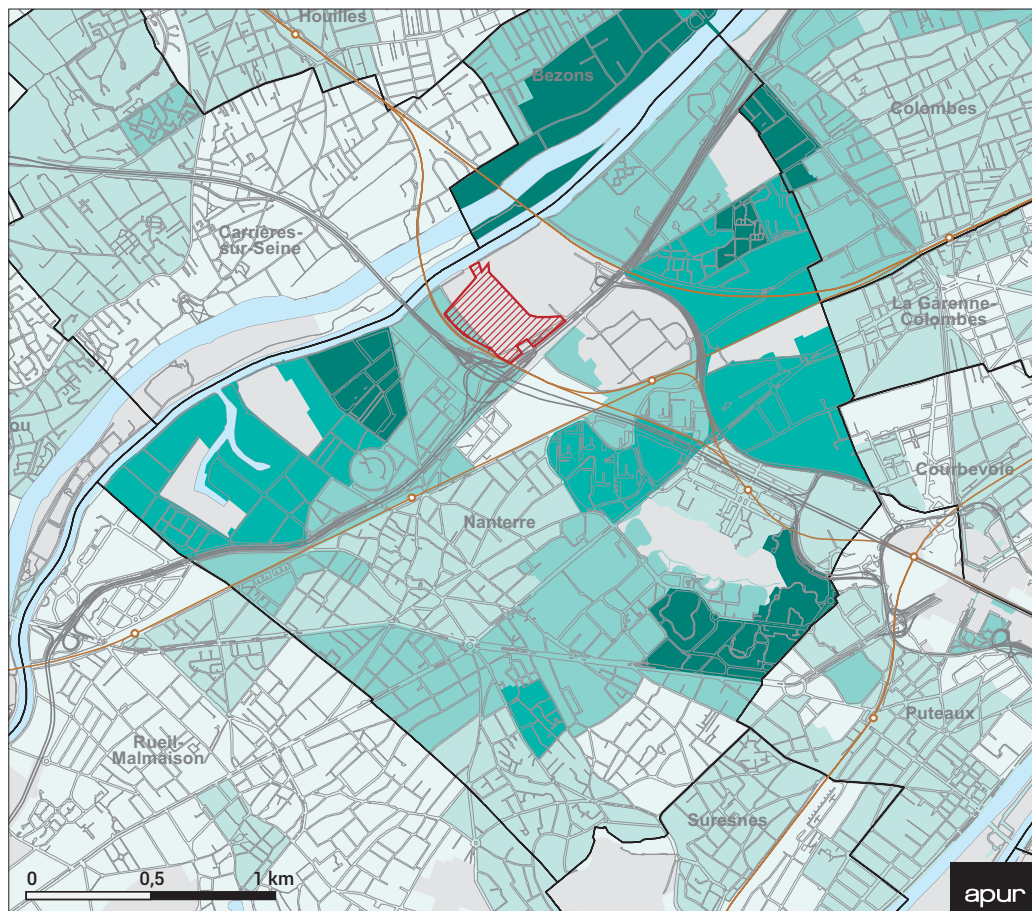 Houilles
Bezons
Colombes
Carrières-
sur-Seine
La Garenne-
Colombes
ou
Courbevoie
Nanterre
Rueil-
Malmaison
Puteaux
Suresnes
0 0,5 1 km
apur